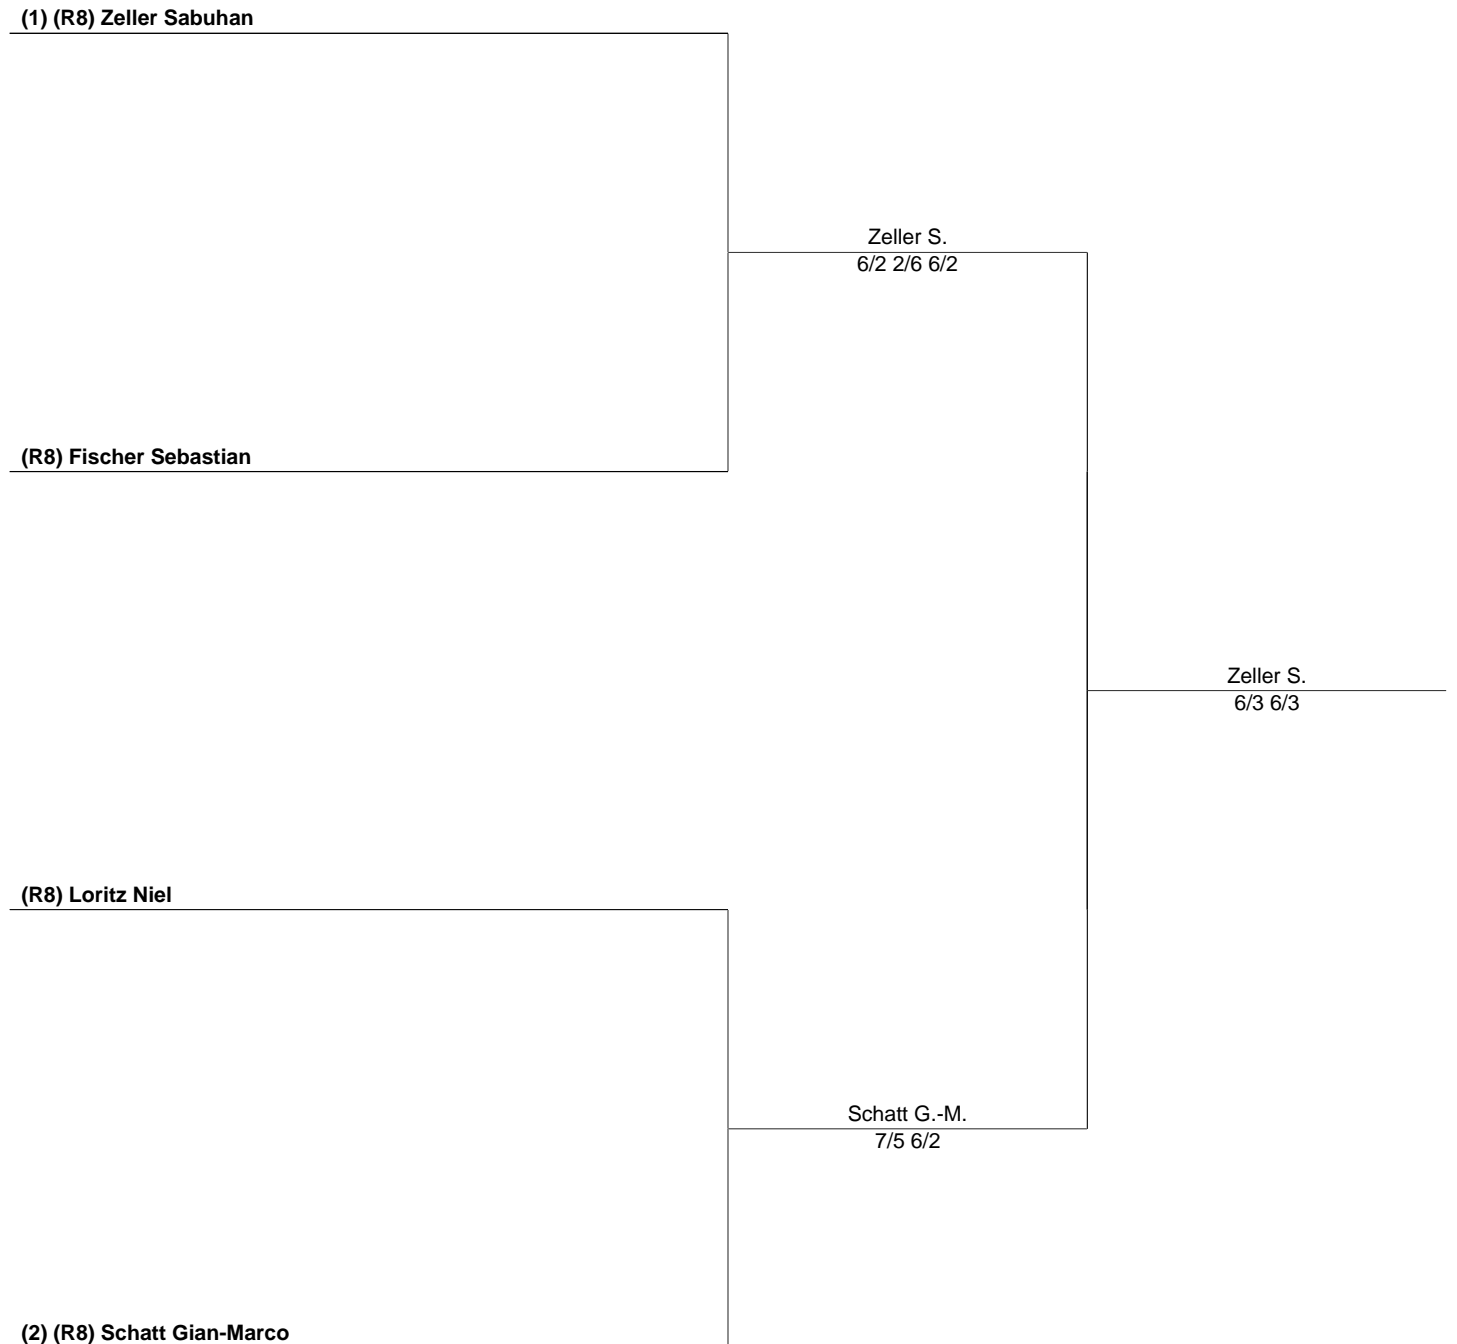 (1) (R8) Zeller Sabuhan
Zeller S.
6/2 2/6 6/2
(R8) Fischer Sebastian
Zeller S.
6/3 6/3
(R8) Loritz Niel
Schatt G.-M.
7/5 6/2
(2) (R8) Schatt Gian-Marco